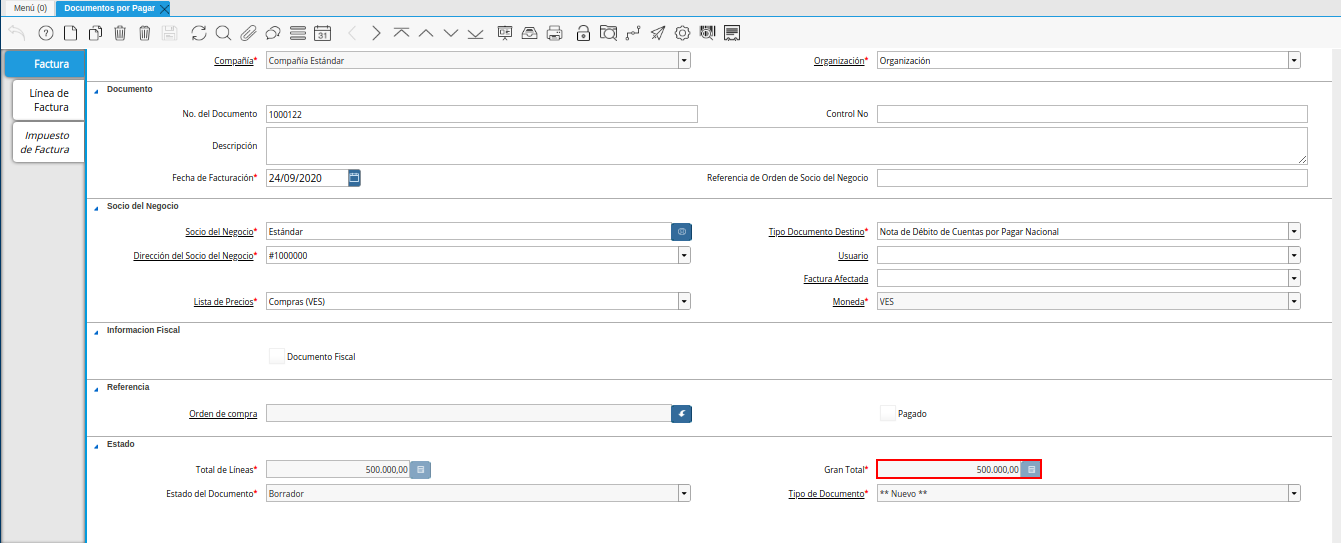 Menú (0) Documentos por Pagar
31
Factura
Compañía* Compañía Estándar Organización* Organización
Línea de
Factura
Impuesto
de Factura
Documento
No. del Documento 1000122 Control No
Descripción
Fecha de Facturación* 24/09/2020 Referencia de Orden de Socio del Negocio
Socio del Negocio
Socio del Negocio* Estándar Tipo Documento Destino* Nota de Débito de Cuentas por Pagar Nacional
Dirección del Socio del Negocio* #1000000 Usuario
Factura Afectada
Lista de Precios* Compras (VES) Moneda* VES
Informacion Fiscal
Documento Fiscal
Referencia
Orden de compra Pagado
Estado
Total de Líneas* 500.000,00 Gran Total* 500.000,00
Estado del Documento* Borrador Tipo de Documento* ** Nuevo **